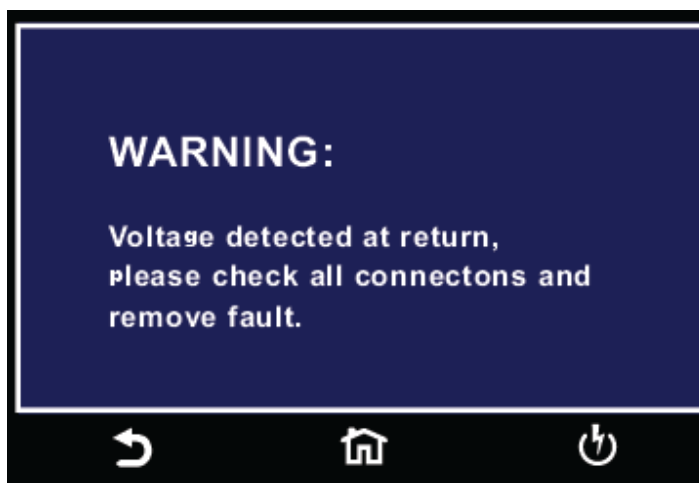 WARNING:
Voltage detected at return,
please check all connectons and
remove fault.